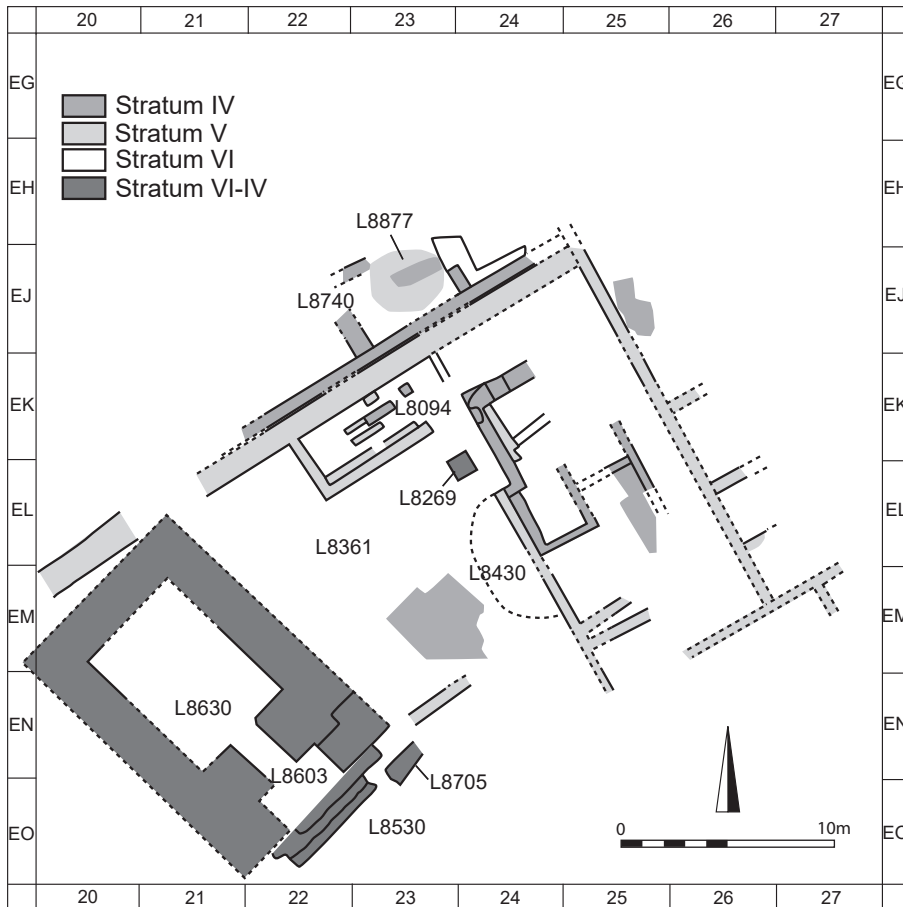 20 21 22 23 24 25 26 27
EG EG
Stratum IV
Stratum V
Stratum VI
EH EH
Stratum VI-IV
L8877
EJ EJ
L8740
EK EK
L8094
L8269
EL EL
L8361
L8430
EM EM
EN EN
L8630
L8603
L8705
L8530
0 10m
EO EO
20 21 22 23 24 25 26 27